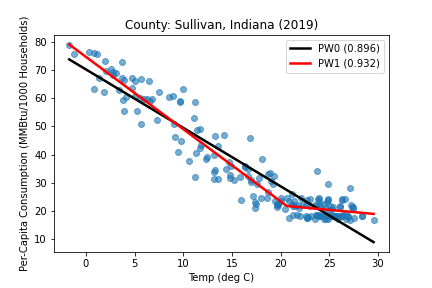 County: Sullivan, Indiana (2019)
PW0 (0.896)
PW1 (0.932)
Per-Capita Consumption (MMBtu/1000 Households)
80
70
60
50
40
30
20
10
0 5 10 15 20 25 30
Temp (deg C)